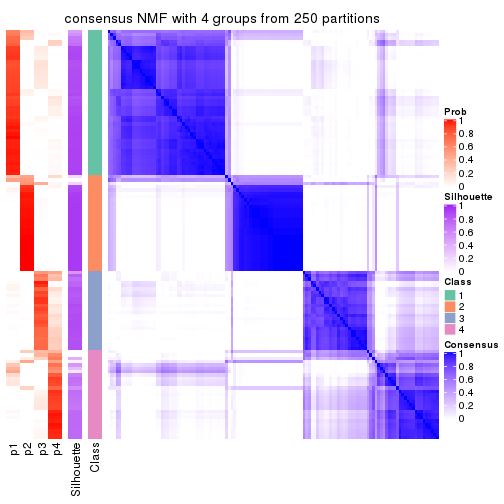 consensus NMF with 4 groups from 250 partitions
Prob
1
0.8
0.6
0.4
0.2
0
Silhouette
1
0.8
0.6
0.4
0.2
0
Class
1
2
3
4
Consensus
1
0.8
0.6
0.4
0.2
0
p1
p2
p3
p4
Silhouette
Class